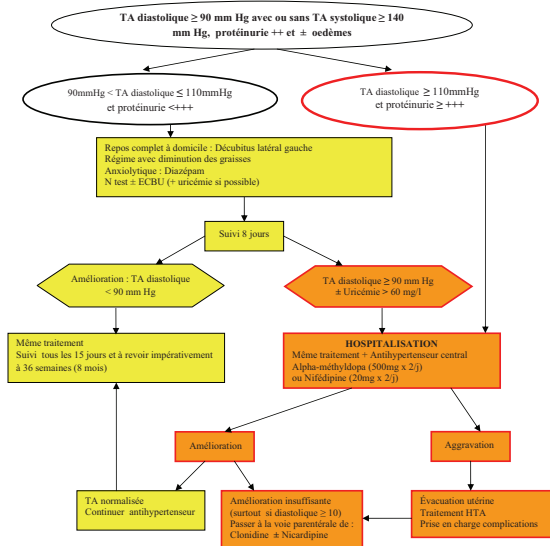 TA diastolique ≥ 90 mm Hg avec ou sans TA systolique ≥ 140
mm Hg, protéinurie ++ et ± oedèmes
90mmHg < TA diastolique ≤ 110mmHg
et protéinurie <+++
TA diastolique ≥ 110mmHg
et protéinurie ≥ +++
Repos complet à domicile : Décubitus latéral gauche
Régime avec diminution des graisses
Anxiolytique : Diazépam
N test ± ECBU (+ uricémie si possible)
Suivi 8 jours
Amélioration : TA diastolique
< 90 mm Hg
TA diastolique ≥ 90 mm Hg
± Uricémie > 60 mg/l
Même traitement
Suivi tous les 15 jours et à revoir impérativement
à 36 semaines (8 mois)
HOSPITALISATION
Même traitement + Antihypertenseur central
Alpha-méthyldopa (500mg x 2/j)
ou Nifédipine (20mg x 2/j)
Amélioration
Aggravation
TA normalisée
Continuer antihypertenseur
Amélioration insuffisante
(surtout si diastolique ≥ 10)
Passer à la voie parentérale de :
Clonidine ± Nicardipine
Évacuation utérine
Traitement HTA
Prise en charge complications